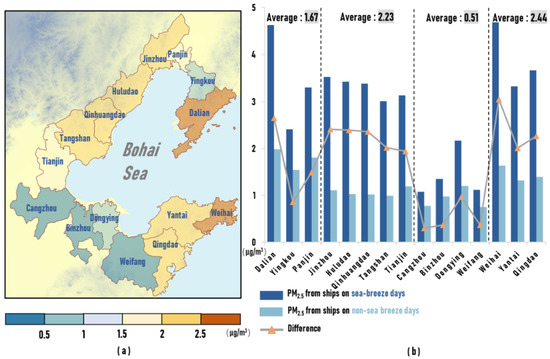 Panjin
Jinzhou
Yingkou
Huludao
Qinhuangdao
Dalian
Tangshan
Bohai
Sea
Tianjin
Cangzhou
Binzhou
Dongying
Yantai
Weihai
Qingdao
Weifang
0.5
1
1.5
2
2.5
(μg/m³)
(a)
Average : 1.67
Average : 2.23
Average : 0.51
Average : 2.44
5
4
3
2
1
0
(μg/m³)
Dalian
Yingkou
Panjin
Jinzhou
Huludao
Qinhuangdao
Tangshan
Tianjin
Cangzhou
Binzhou
Dongying
Weifang
Weihai
Yantai
Qingdao
PM2.5 from ships on sea-breeze days
PM2.5 from ships on non-sea breeze days
Difference
(b)